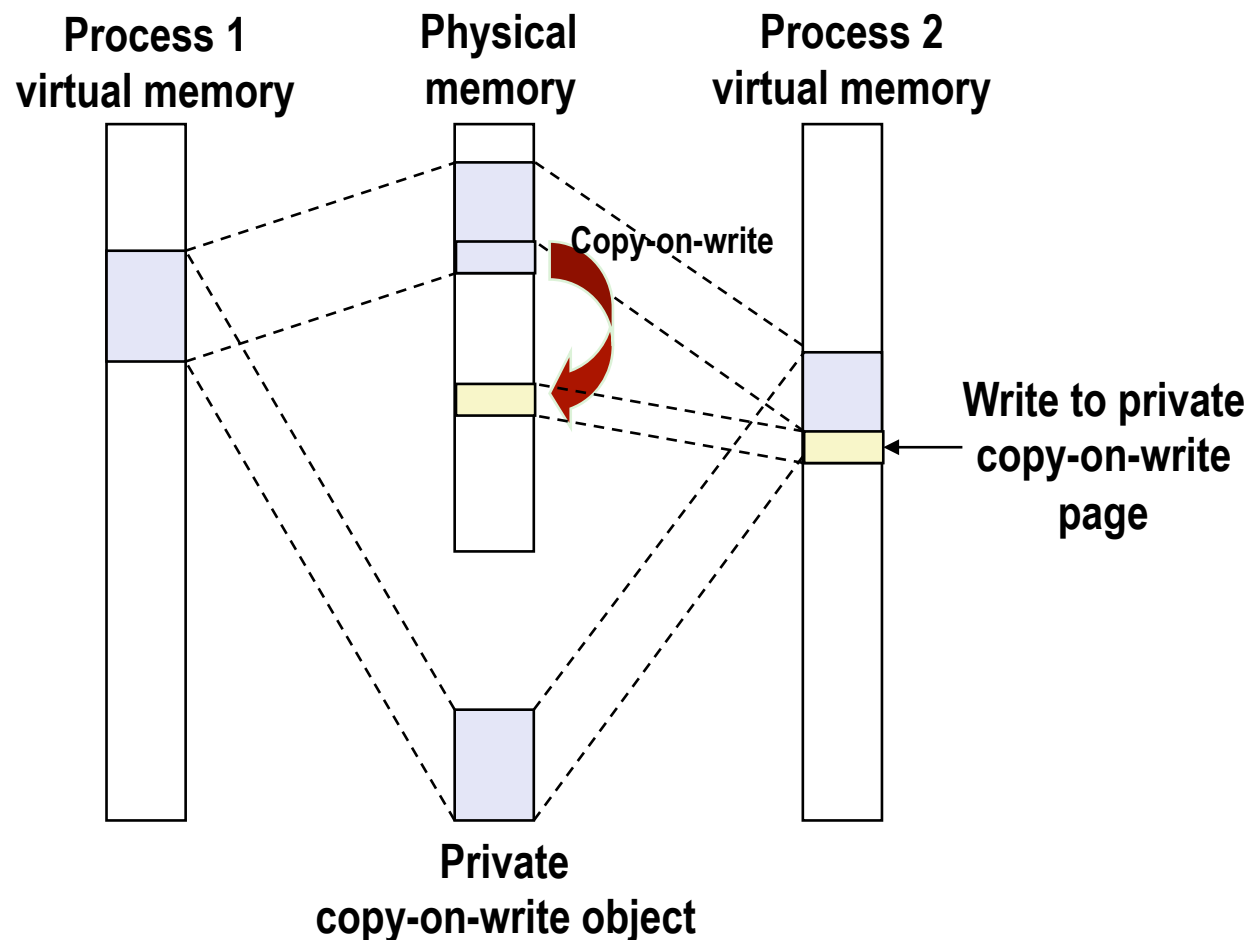 Process 1
virtual memory
Physical
memory
Process 2
virtual memory
Copy-on-write
Write to private
copy-on-write
page
Private
copy-on-write object